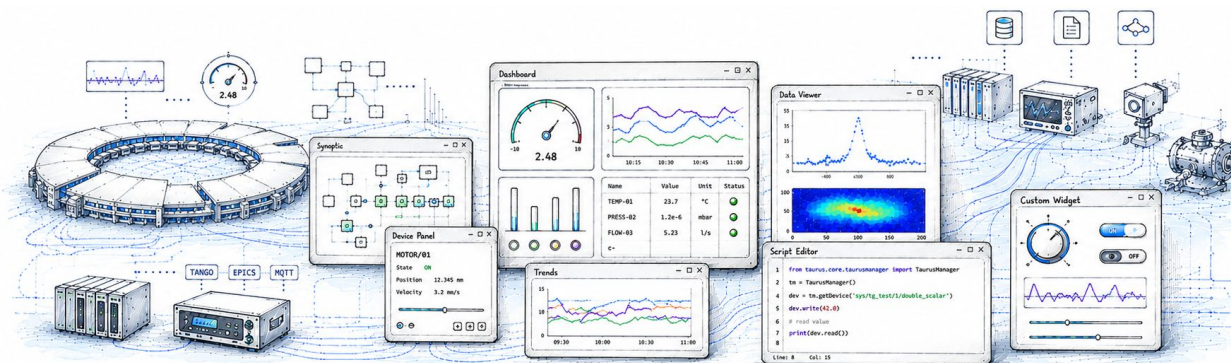 2.48
10
TANGO
EPICS
MQTT
Synoptic
Device Panel
MOTOR/01
State ON
Position 12.345 mm
Velocity 3.2 mm/s
Dashboard
-10
10
2.48
5
3
0
10:15 10:30 10:45 11:00
Name Value Unit Status
TEMP-01 23.7 °C
PRESS-02 1.2e-6 mbar
FLOW-03 5.23 l/s
c-
Trends
15
10
0
09:30 10:00 10:30 11:00
Data Viewer
100
50
0
0 50 100 150 200
Script Editor
1 from taurus.core.taurusmanager import TaurusManager
2 tm = TaurusManager()
4 dev = tm.getDevice('sys/tg_test/1/double_scalar')
5 dev.write(42.0)
6 # read value
7 print(dev.read())
8
Line: 8 Col: 15
Custom Widget
ON
OFF